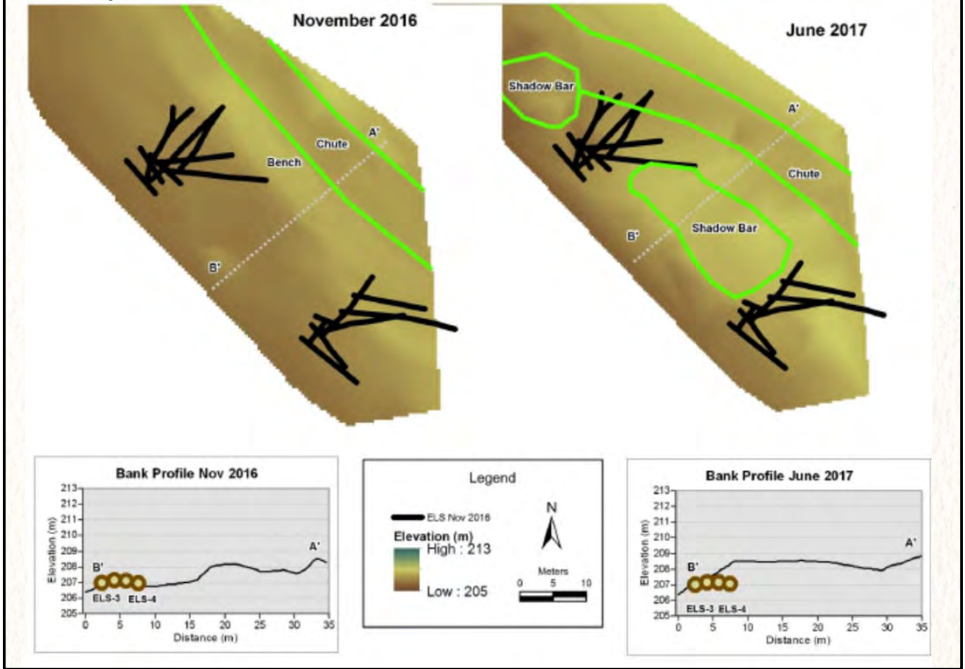 November 2016
Chute
A'
Bench
B'
June 2017
Shadow Bar
A'
Chute
Shadow Bar
B'
Bank Profile Nov 2016
Elevation (m)
213
212
211
210
209
208
207
206
205
B'
A'
ELS-3 ELS-4
0 5 10 15 20 25 30 35
Distance (m)
Legend
ELS Nov 2016
Elevation (m)
High : 213
Low : 205
N
Meters
0 5 10
Bank Profile June 2017
Elevation (m)
213
212
211
210
209
208
207
206
205
B'
A'
ELS-3 ELS-4
0 5 10 15 20 25 30 35
Distance (m)